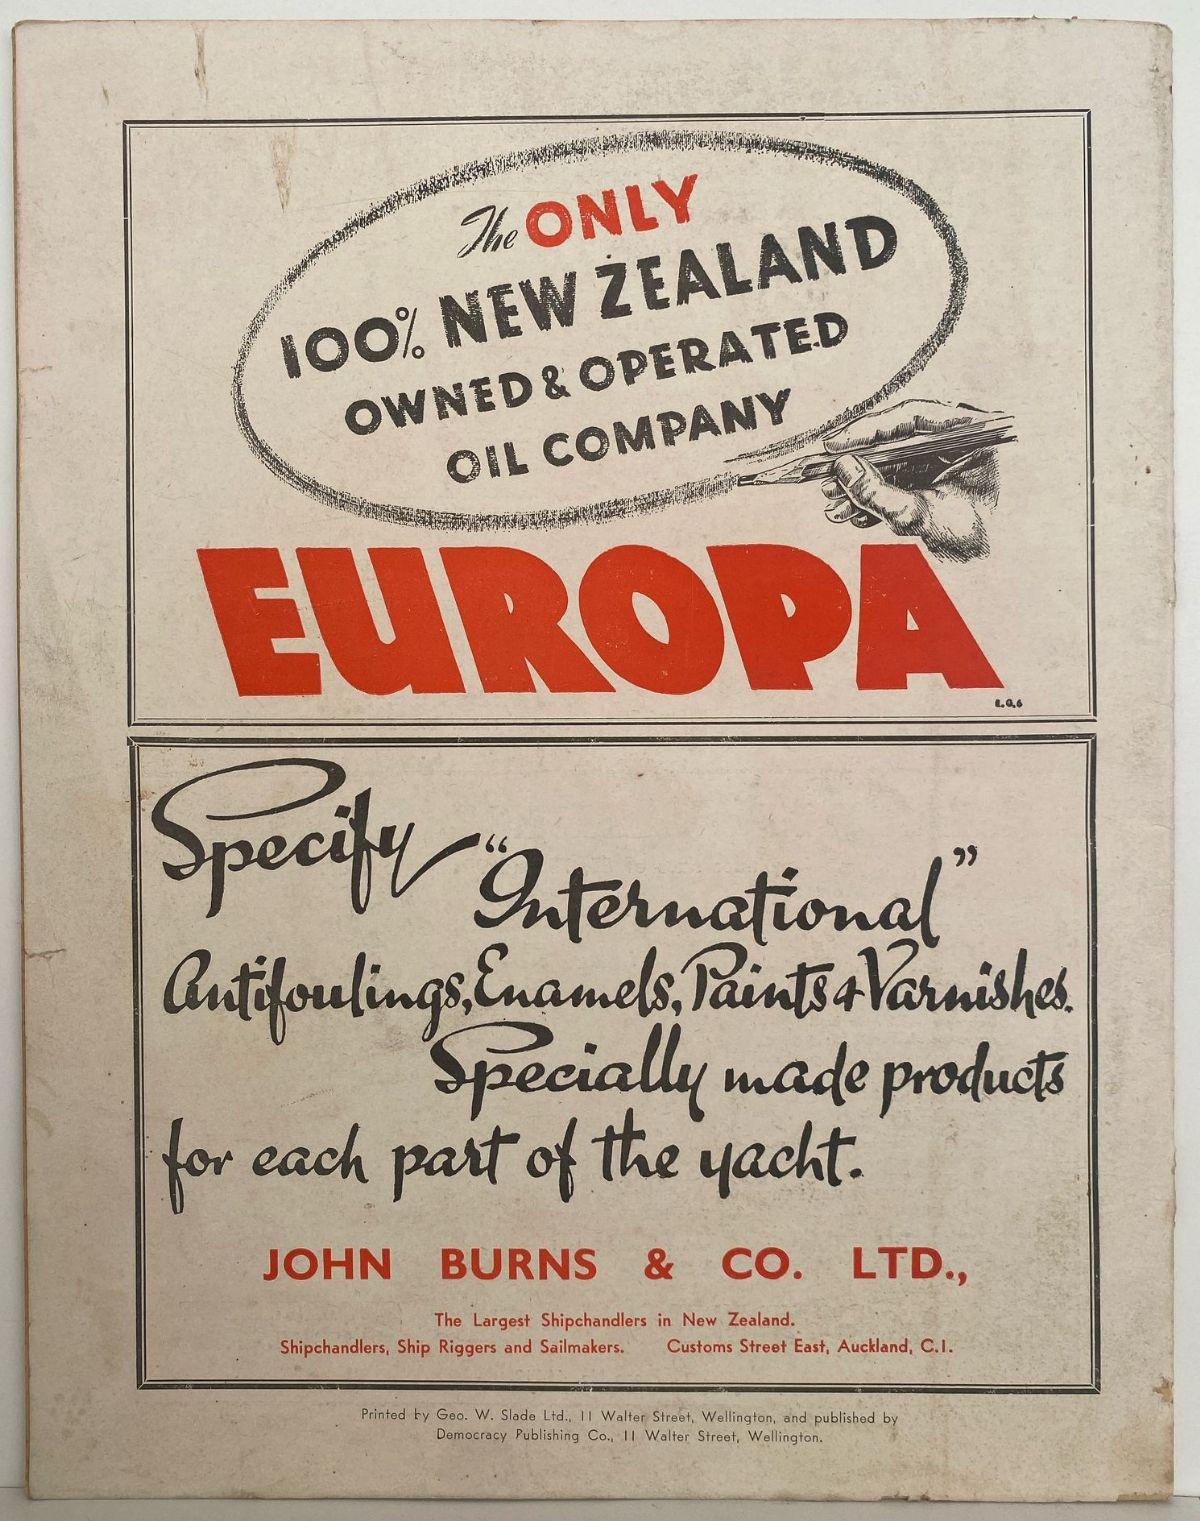 The ONLY
100% NEW ZEALAND
OWNED & OPERATED
OIL COMPANY
EUROPA
E.O.6
Specify "International"
Antifoulings, Enamels, Paints & Varnishes.
Specially made products
for each part of the yacht.
JOHN BURNS & CO. LTD.,
The Largest Shipchandlers in New Zealand.
Shipchandlers, Ship Riggers and Sailmakers. Customs Street East, Auckland, C.1.
Printed by Geo. W. Slade Ltd., 11 Walter Street, Wellington, and published by
Democracy Publishing Co., 11 Walter Street, Wellington.